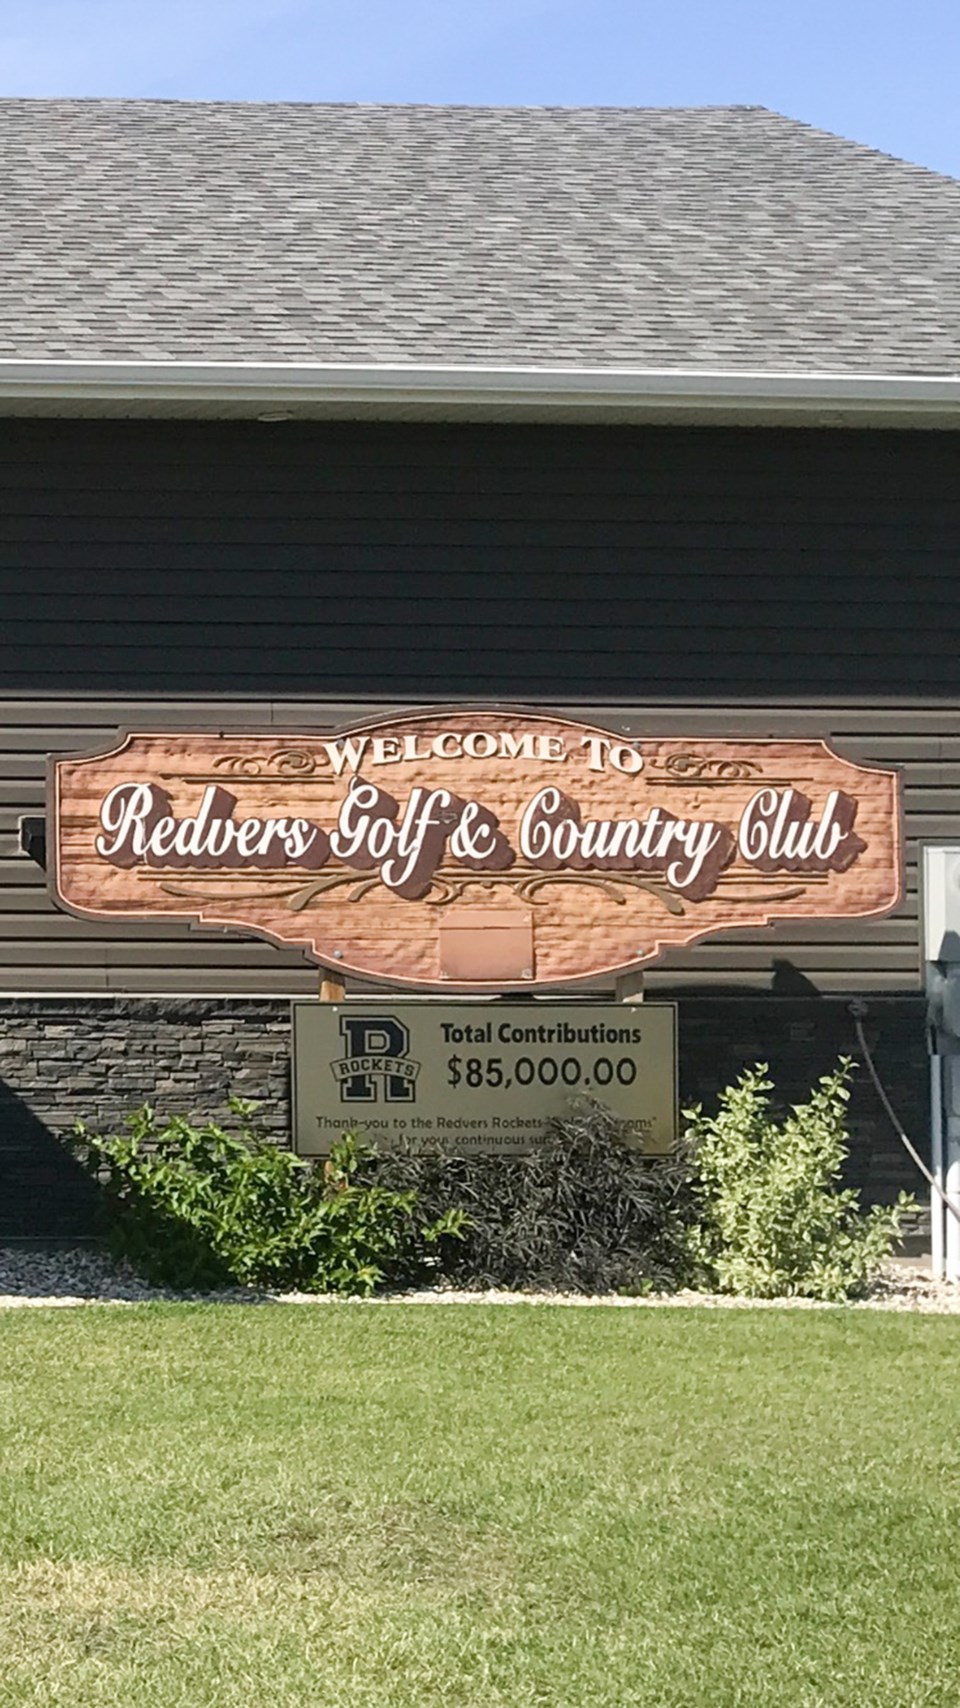 WELCOME TO
Redvers Golf & Country Club
R
ROCKETS
Total Contributions
$85,000.00
Thank-you to the Redvers Rockets
for your continuous